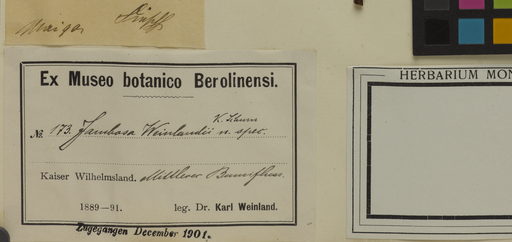 Ex Museo botanico Berolinensi.
K. Schum
№ 173. Jambosa Weinlandii n. spec.
Kaiser Wilhelmsland. Mittlerer Bumifluss.
1889–91. leg. Dr. Karl Weinland.
Zugegangen December 1901.
HERBARIUM MON